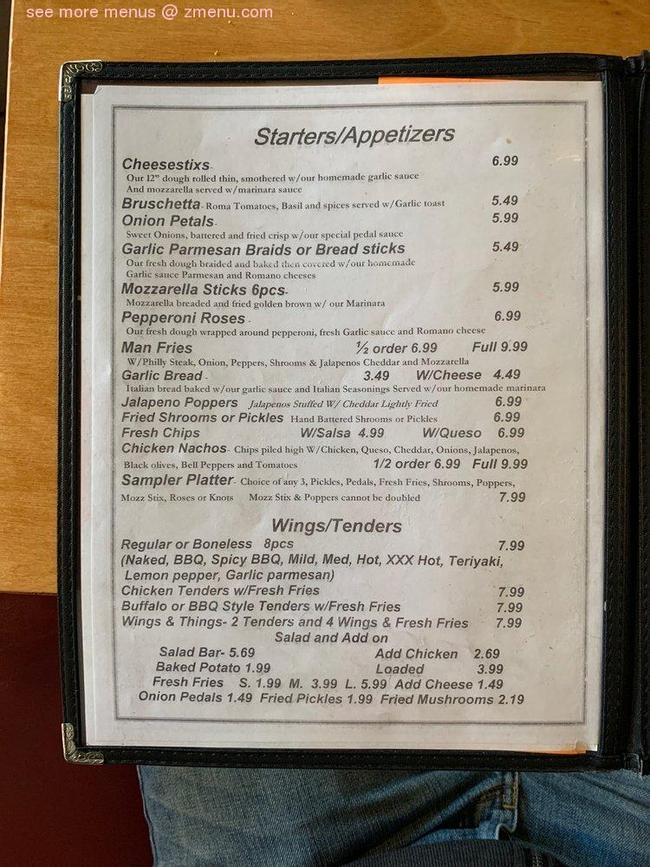 see more menus @ zmenu.com
Starters/Appetizers
Cheesestixs- 6.99
Our 12" dough rolled thin, smothered w/our homemade garlic sauce
And mozzarella served w/marinara sauce
Bruschetta- Roma Tomatoes, Basil and spices served w/Garlic toast 5.49
Onion Petals- 5.99
Sweet Onions, battered and fried crisp w/our special pedal sauce
Garlic Parmesan Braids or Bread sticks 5.49
Our fresh dough braided and baked then covered w/our homemade
Garlic sauce Parmesan and Romano cheeses
Mozzarella Sticks 6pcs- 5.99
Mozzarella breaded and fried golden brown w/ our Marinara
Pepperoni Roses - 6.99
Our fresh dough wrapped around pepperoni, fresh Garlic sauce and Romano cheese
Man Fries ½ order 6.99 Full 9.99
W/Philly Steak, Onion, Peppers, Shrooms & Jalapenos Cheddar and Mozzarella
Garlic Bread - 3.49 W/Cheese 4.49
Italian bread baked w/our garlic sauce and Italian Seasonings Served w/our homemade marinara
Jalapeno Poppers Jalapenos Stuffed W/ Cheddar Lightly Fried 6.99
Fried Shrooms or Pickles Hand Battered Shrooms or Pickles 6.99
Fresh Chips W/Salsa 4.99 W/Queso 6.99
Chicken Nachos- Chips piled high W/Chicken, Queso, Cheddar, Onions, Jalapenos,
Black olives, Bell Peppers and Tomatoes 1/2 order 6.99 Full 9.99
Sampler Platter- Choice of any 3, Pickles, Pedals, Fresh Fries, Shrooms, Poppers,
Mozz Stix, Roses or Knots Mozz Stix & Poppers cannot be doubled 7.99
Wings/Tenders
Regular or Boneless 8pcs 7.99
(Naked, BBQ, Spicy BBQ, Mild, Med, Hot, XXX Hot, Teriyaki,
Lemon pepper, Garlic parmesan)
Chicken Tenders w/Fresh Fries 7.99
Buffalo or BBQ Style Tenders w/Fresh Fries 7.99
Wings & Things- 2 Tenders and 4 Wings & Fresh Fries 7.99
Salad and Add on
Salad Bar- 5.69 Add Chicken 2.69
Baked Potato 1.99 Loaded 3.99
Fresh Fries S. 1.99 M. 3.99 L. 5.99 Add Cheese 1.49
Onion Pedals 1.49 Fried Pickles 1.99 Fried Mushrooms 2.19